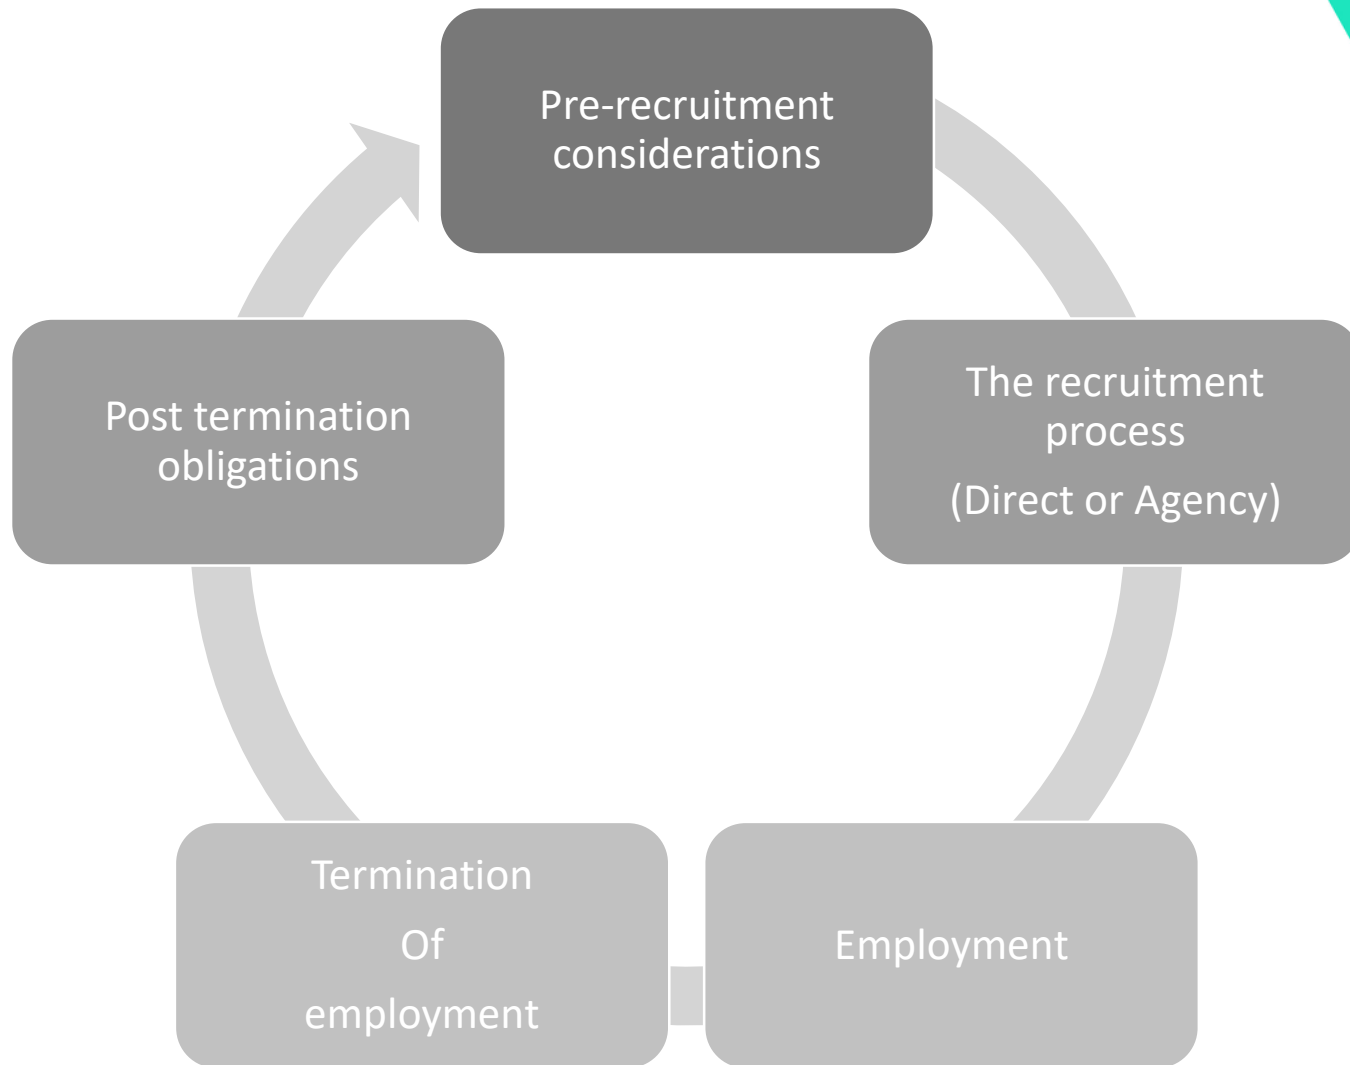 Pre-recruitment
considerations
The recruitment
process
(Direct or Agency)
Employment
Termination
Of
employment
Post termination
obligations